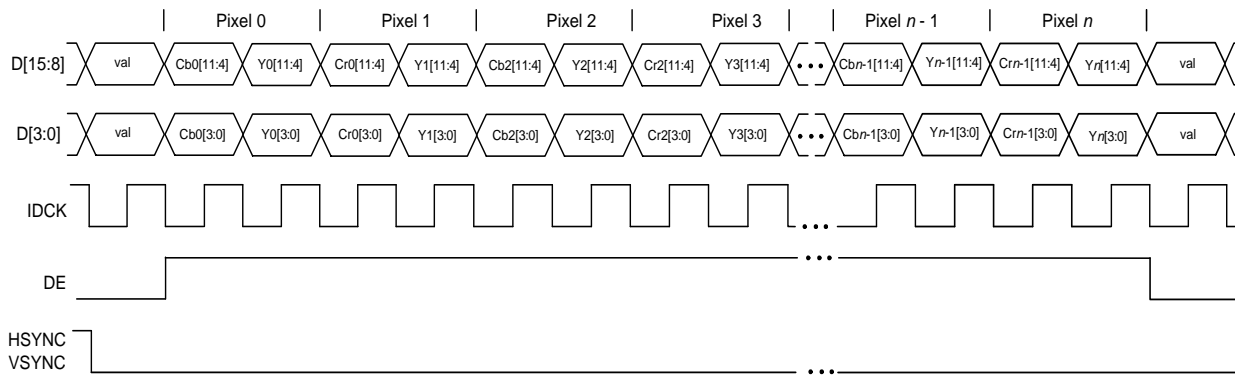 Pixel 0 Pixel 1 Pixel 2 Pixel 3 Pixel n - 1 Pixel n
D[15:8] val Cb0[11:4] Y0[11:4] Cr0[11:4] Y1[11:4] Cb2[11:4] Y2[11:4] Cr2[11:4] Y3[11:4] ... Cbn-1[11:4] Yn-1[11:4] Crn-1[11:4] Yn[11:4] val
D[3:0] val Cb0[3:0] Y0[3:0] Cr0[3:0] Y1[3:0] Cb2[3:0] Y2[3:0] Cr2[3:0] Y3[3:0] ... Cbn-1[3:0] Yn-1[3:0] Crn-1[3:0] Yn[3:0] val
IDCK ...
DE ...
HSYNC
VSYNC ...